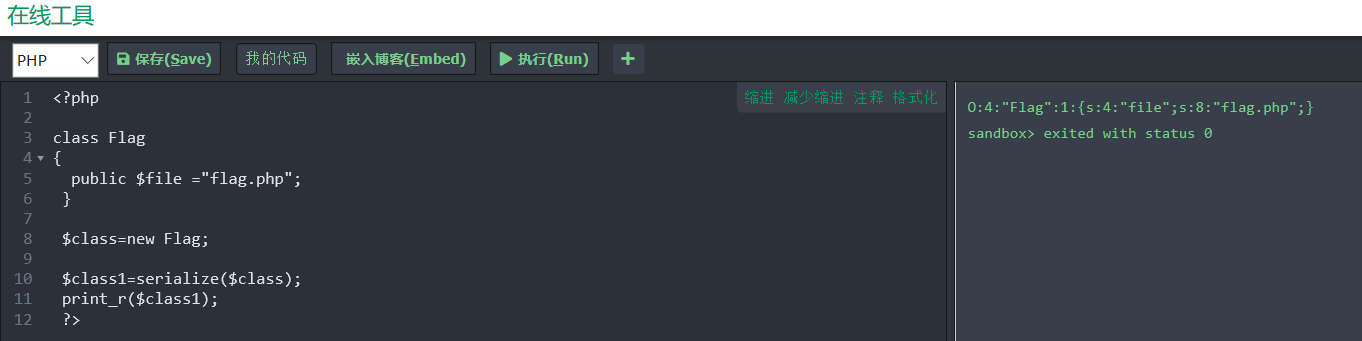 在线工具
PHP 保存(Save) 我的代码 嵌入博客(Embed) 执行(Run) +
缩进 减少缩进 注释 格式化
1 <?php
2
3 class Flag
4 {
5 public $file ="flag.php";
6 }
7
8 $class=new Flag;
9
10 $class1=serialize($class);
11 print_r($class1);
12 ?>
O:4:"Flag":1:{s:4:"file";s:8:"flag.php";}
sandbox> exited with status 0